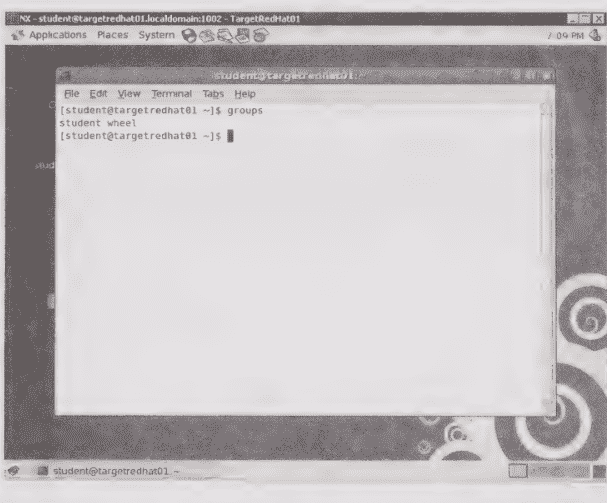 NX - student@targetredhat01.localdomain:1002 - TargetRedHat01
Applications Places System
7:09 PM
student@targetredhat01:~
File Edit View Terminal Tabs Help
[student@targetredhat01 ~]$ groups
student wheel
[student@targetredhat01 ~]$
stud
student@targetredhat01:~